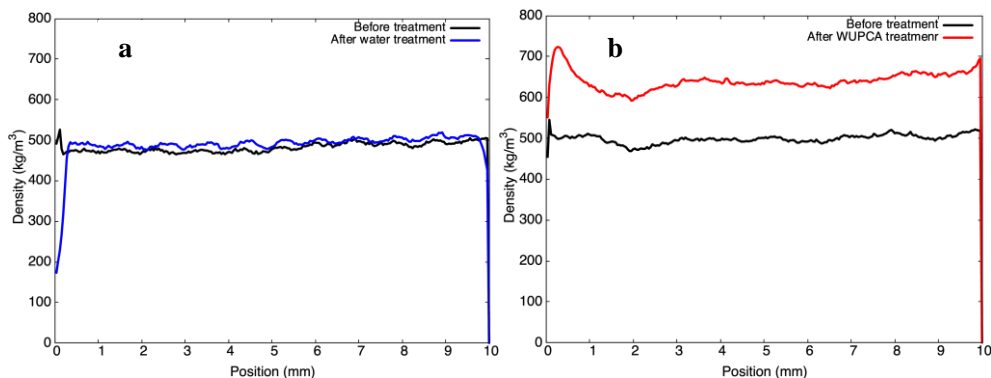 a
Before treatment
After water treatment
800
700
600
500
400
300
200
100
0
Density (kg/m³)
0 1 2 3 4 5 6 7 8 9 10
Position (mm)
b
Before treatment
After WUPCA treatmenr
800
700
600
500
400
300
200
100
0
Density (kg/m³)
0 1 2 3 4 5 6 7 8 9 10
Position (mm)